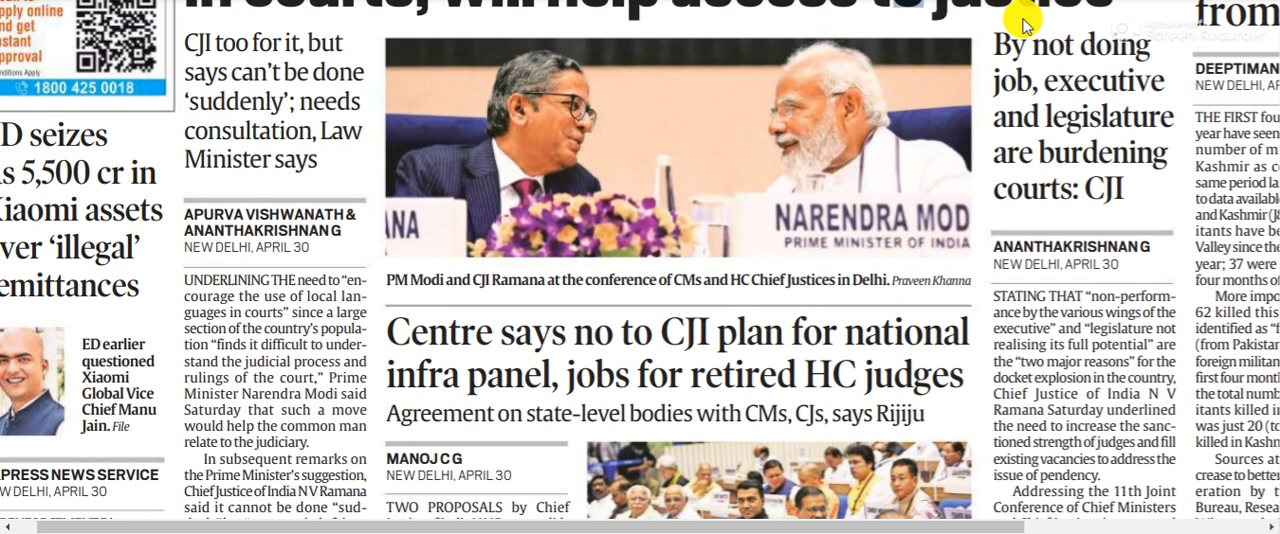 pply online
nd get
stant
pproval
nditions Apply
1800 425 0018
D seizes
s 5,500 cr in
iaomi assets
ver ‘illegal’
emittances
ED earlier
questioned
Xiaomi
Global Vice
Chief Manu
Jain. File
PRESS NEWS SERVICE
W DELHI, APRIL 30
in courts, will help access to justice
CJI too for it, but
says can’t be done
‘suddenly’; needs
consultation, Law
Minister says
APURVA VISHWANATH &
ANANTHAKRISHNAN G
NEW DELHI, APRIL 30
UNDERLINING THE need to “en-
courage the use of local lan-
guages in courts” since a large
section of the country’s popula-
tion “finds it difficult to under-
stand the judicial process and
rulings of the court,” Prime
Minister Narendra Modi said
Saturday that such a move
would help the common man
relate to the judiciary.
In subsequent remarks on
the Prime Minister’s suggestion,
Chief Justice of India N V Ramana
said it cannot be done “sud-
ANA
NARENDRA MOD
PRIME MINISTER OF INDIA
PM Modi and CJI Ramana at the conference of CMs and HC Chief Justices in Delhi. Praveen Khanna
Centre says no to CJI plan for national
infra panel, jobs for retired HC judges
Agreement on state-level bodies with CMs, CJs, says Rijiju
MANOJ C G
NEW DELHI, APRIL 30
TWO PROPOSALS by Chief
By not doing
job, executive
and legislature
are burdening
courts: CJI
ANANTHAKRISHNAN G
NEW DELHI, APRIL 30
STATING THAT “non-perform-
ance by the various wings of the
executive” and “legislature not
realising its full potential” are
the “two major reasons” for the
docket explosion in the country,
Chief Justice of India N V
Ramana Saturday underlined
the need to increase the sanc-
tioned strength of judges and fill
existing vacancies to address the
issue of pendency.
Addressing the 11th Joint
Conference of Chief Ministers
Screen Recorder
from
DEEPTIMAN
NEW DELHI, AP
THE FIRST fou
year have seen
number of m
Kashmir as c
same period la
to data available
and Kashmir (J&
itants have be
Valley since the
year; 37 were
four months of
More impo
62 killed this
identified as “f
(from Pakistan
foreign militan
first four month
the total numb
itants killed in
was just 20 (to
killed in Kashm
Sources at
crease to better
eration by t
Bureau, Resea